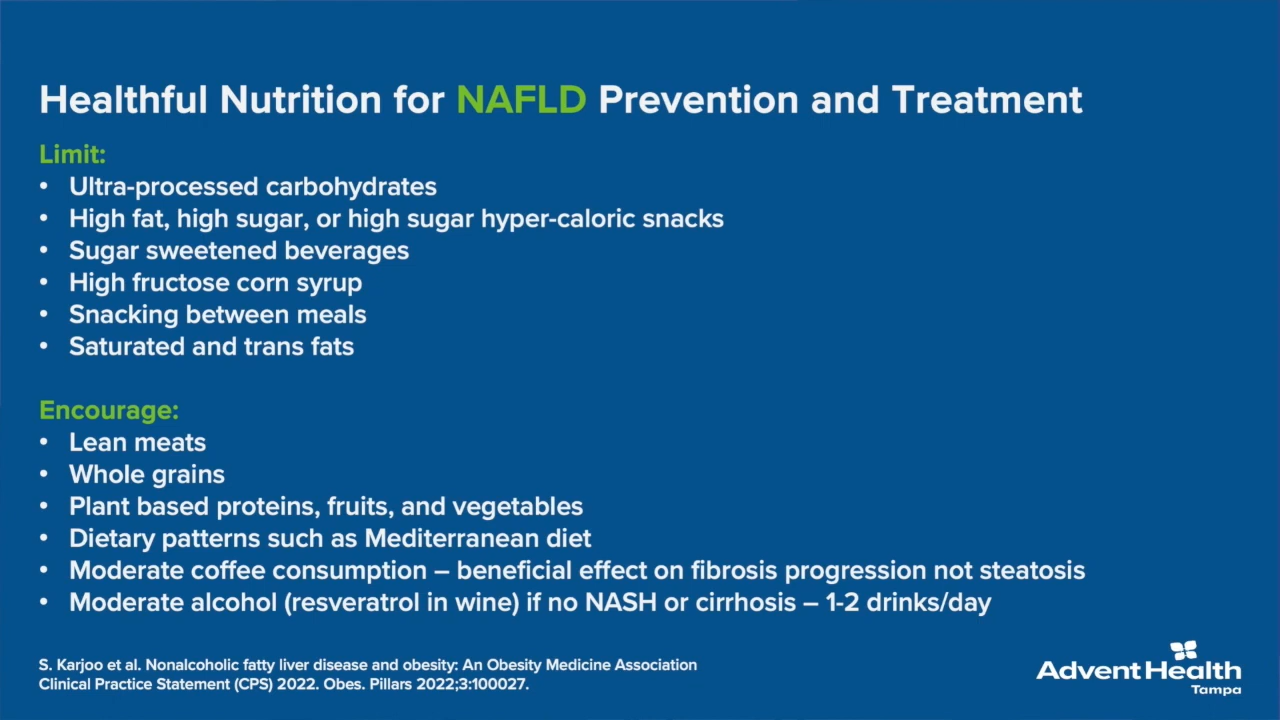 Healthful Nutrition for NAFLD Prevention and Treatment
Limit:
• Ultra-processed carbohydrates
• High fat, high sugar, or high sugar hyper-caloric snacks
• Sugar sweetened beverages
• High fructose corn syrup
• Snacking between meals
• Saturated and trans fats
Encourage:
• Lean meats
• Whole grains
• Plant based proteins, fruits, and vegetables
• Dietary patterns such as Mediterranean diet
• Moderate coffee consumption – beneficial effect on fibrosis progression not steatosis
• Moderate alcohol (resveratrol in wine) if no NASH or cirrhosis – 1-2 drinks/day
S. Karjoo et al. Nonalcoholic fatty liver disease and obesity: An Obesity Medicine Association
Clinical Practice Statement (CPS) 2022. Obes. Pillars 2022;3:100027.
AdventHealth
Tampa